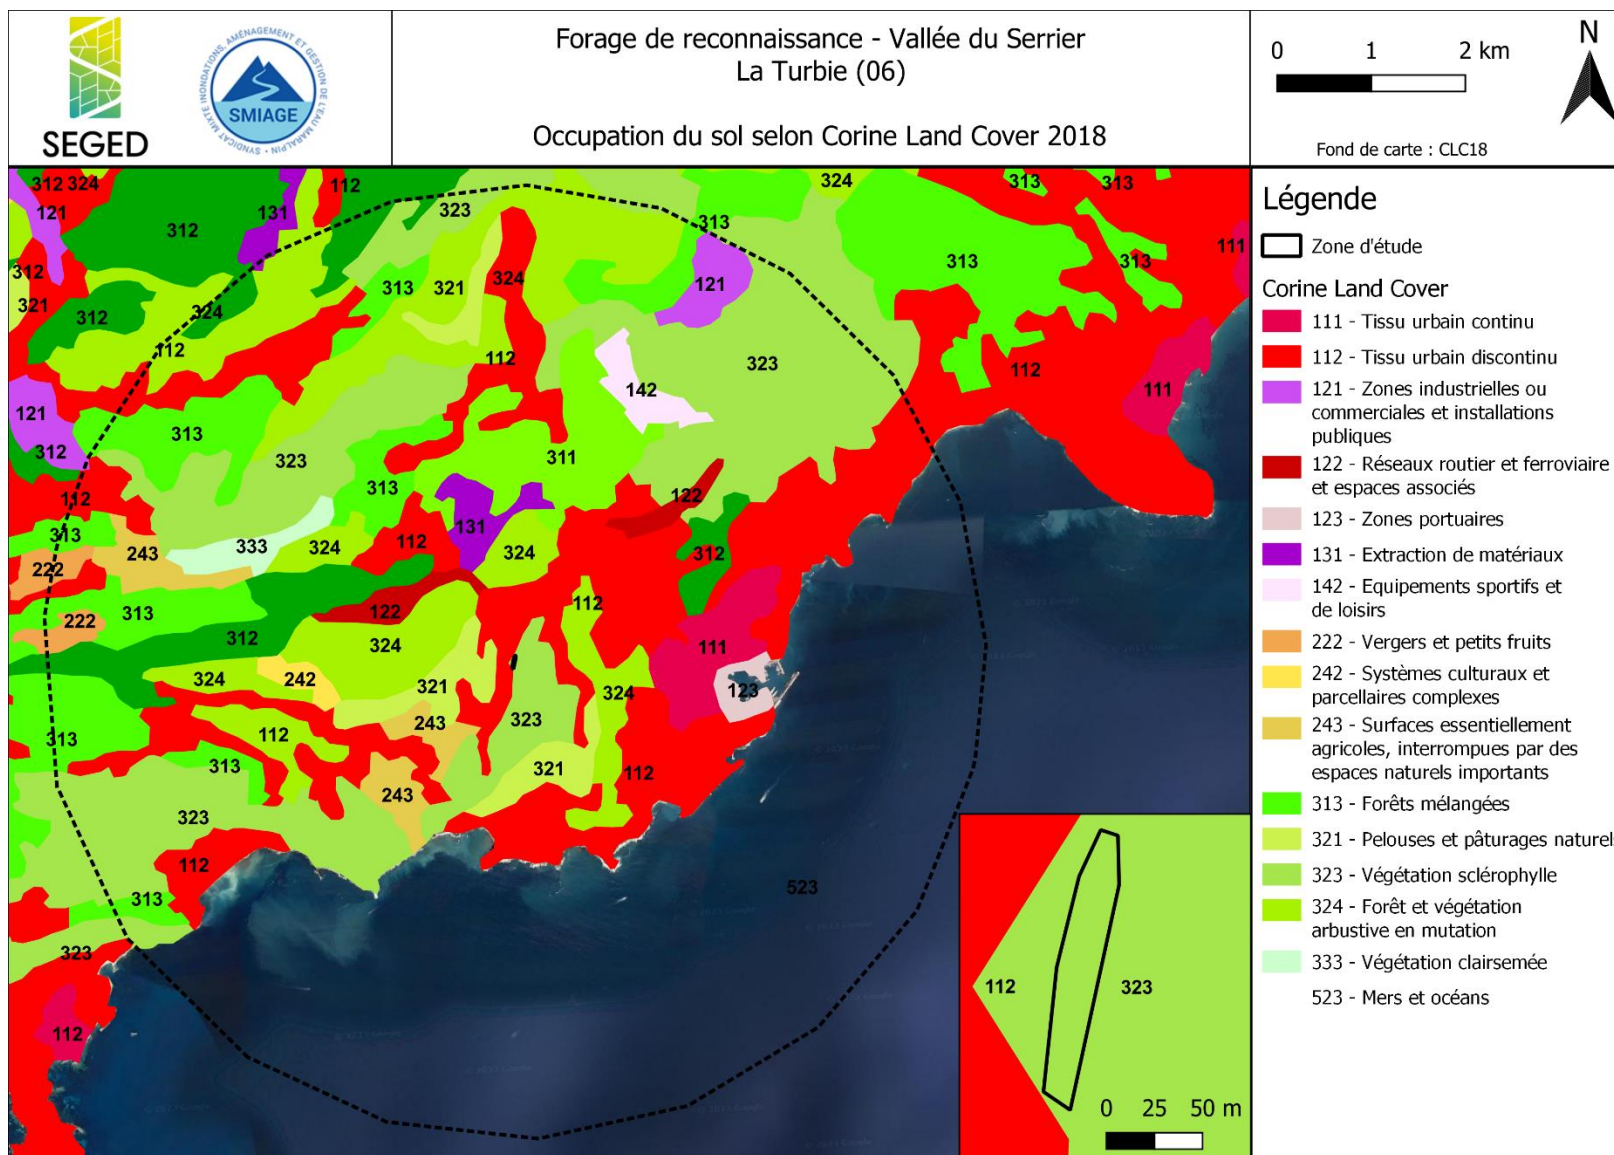 SEGED
SYNDICAT MIXTE INONDATIONS, AMÉNAGEMENT ET GESTION DE L'EAU MARALPIN
SMIAGE
Forage de reconnaissance - Vallée du Serrier
La Turbie (06)
Occupation du sol selon Corine Land Cover 2018
0 1 2 km
N
Fond de carte : CLC18
312 324 112 323 324 313 313
121 131 313
312 111
312 313 313
312 313 321 324 121
321 312 324
112 112 323 112
142 111
121
313
312 323 311
112 313 122
313 131
243 333 324 112 324 312
222
222 313 122 112
312 324 111
324 242 321 324 123
243 323
313 112
313 321 112
243
323
112
523
313
323
112
112 323
0 25 50 m
Légende
Zone d'étude
Corine Land Cover
111 - Tissu urbain continu
112 - Tissu urbain discontinu
121 - Zones industrielles ou
commerciales et installations
publiques
122 - Réseaux routier et ferroviaire
et espaces associés
123 - Zones portuaires
131 - Extraction de matériaux
142 - Equipements sportifs et
de loisirs
222 - Vergers et petits fruits
242 - Systèmes culturaux et
parcellaires complexes
243 - Surfaces essentiellement
agricoles, interrompues par des
espaces naturels importants
313 - Forêts mélangées
321 - Pelouses et pâturages naturels
323 - Végétation sclérophylle
324 - Forêt et végétation
arbustive en mutation
333 - Végétation clairsemée
523 - Mers et océans